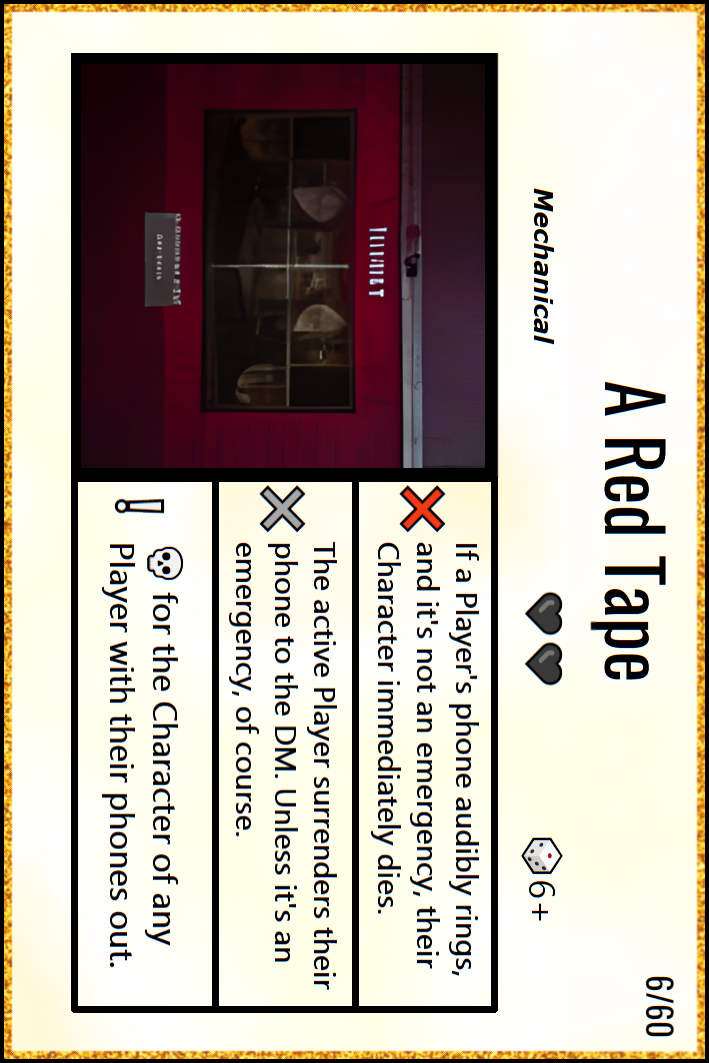 A Red Tape
6/60
Mechanical
6+
If a Player's phone audibly rings,
and it's not an emergency, their
Character immediately dies.
The active Player surrenders their
phone to the DM. Unless it's an
emergency, of course.
for the Character of any
Player with their phones out.